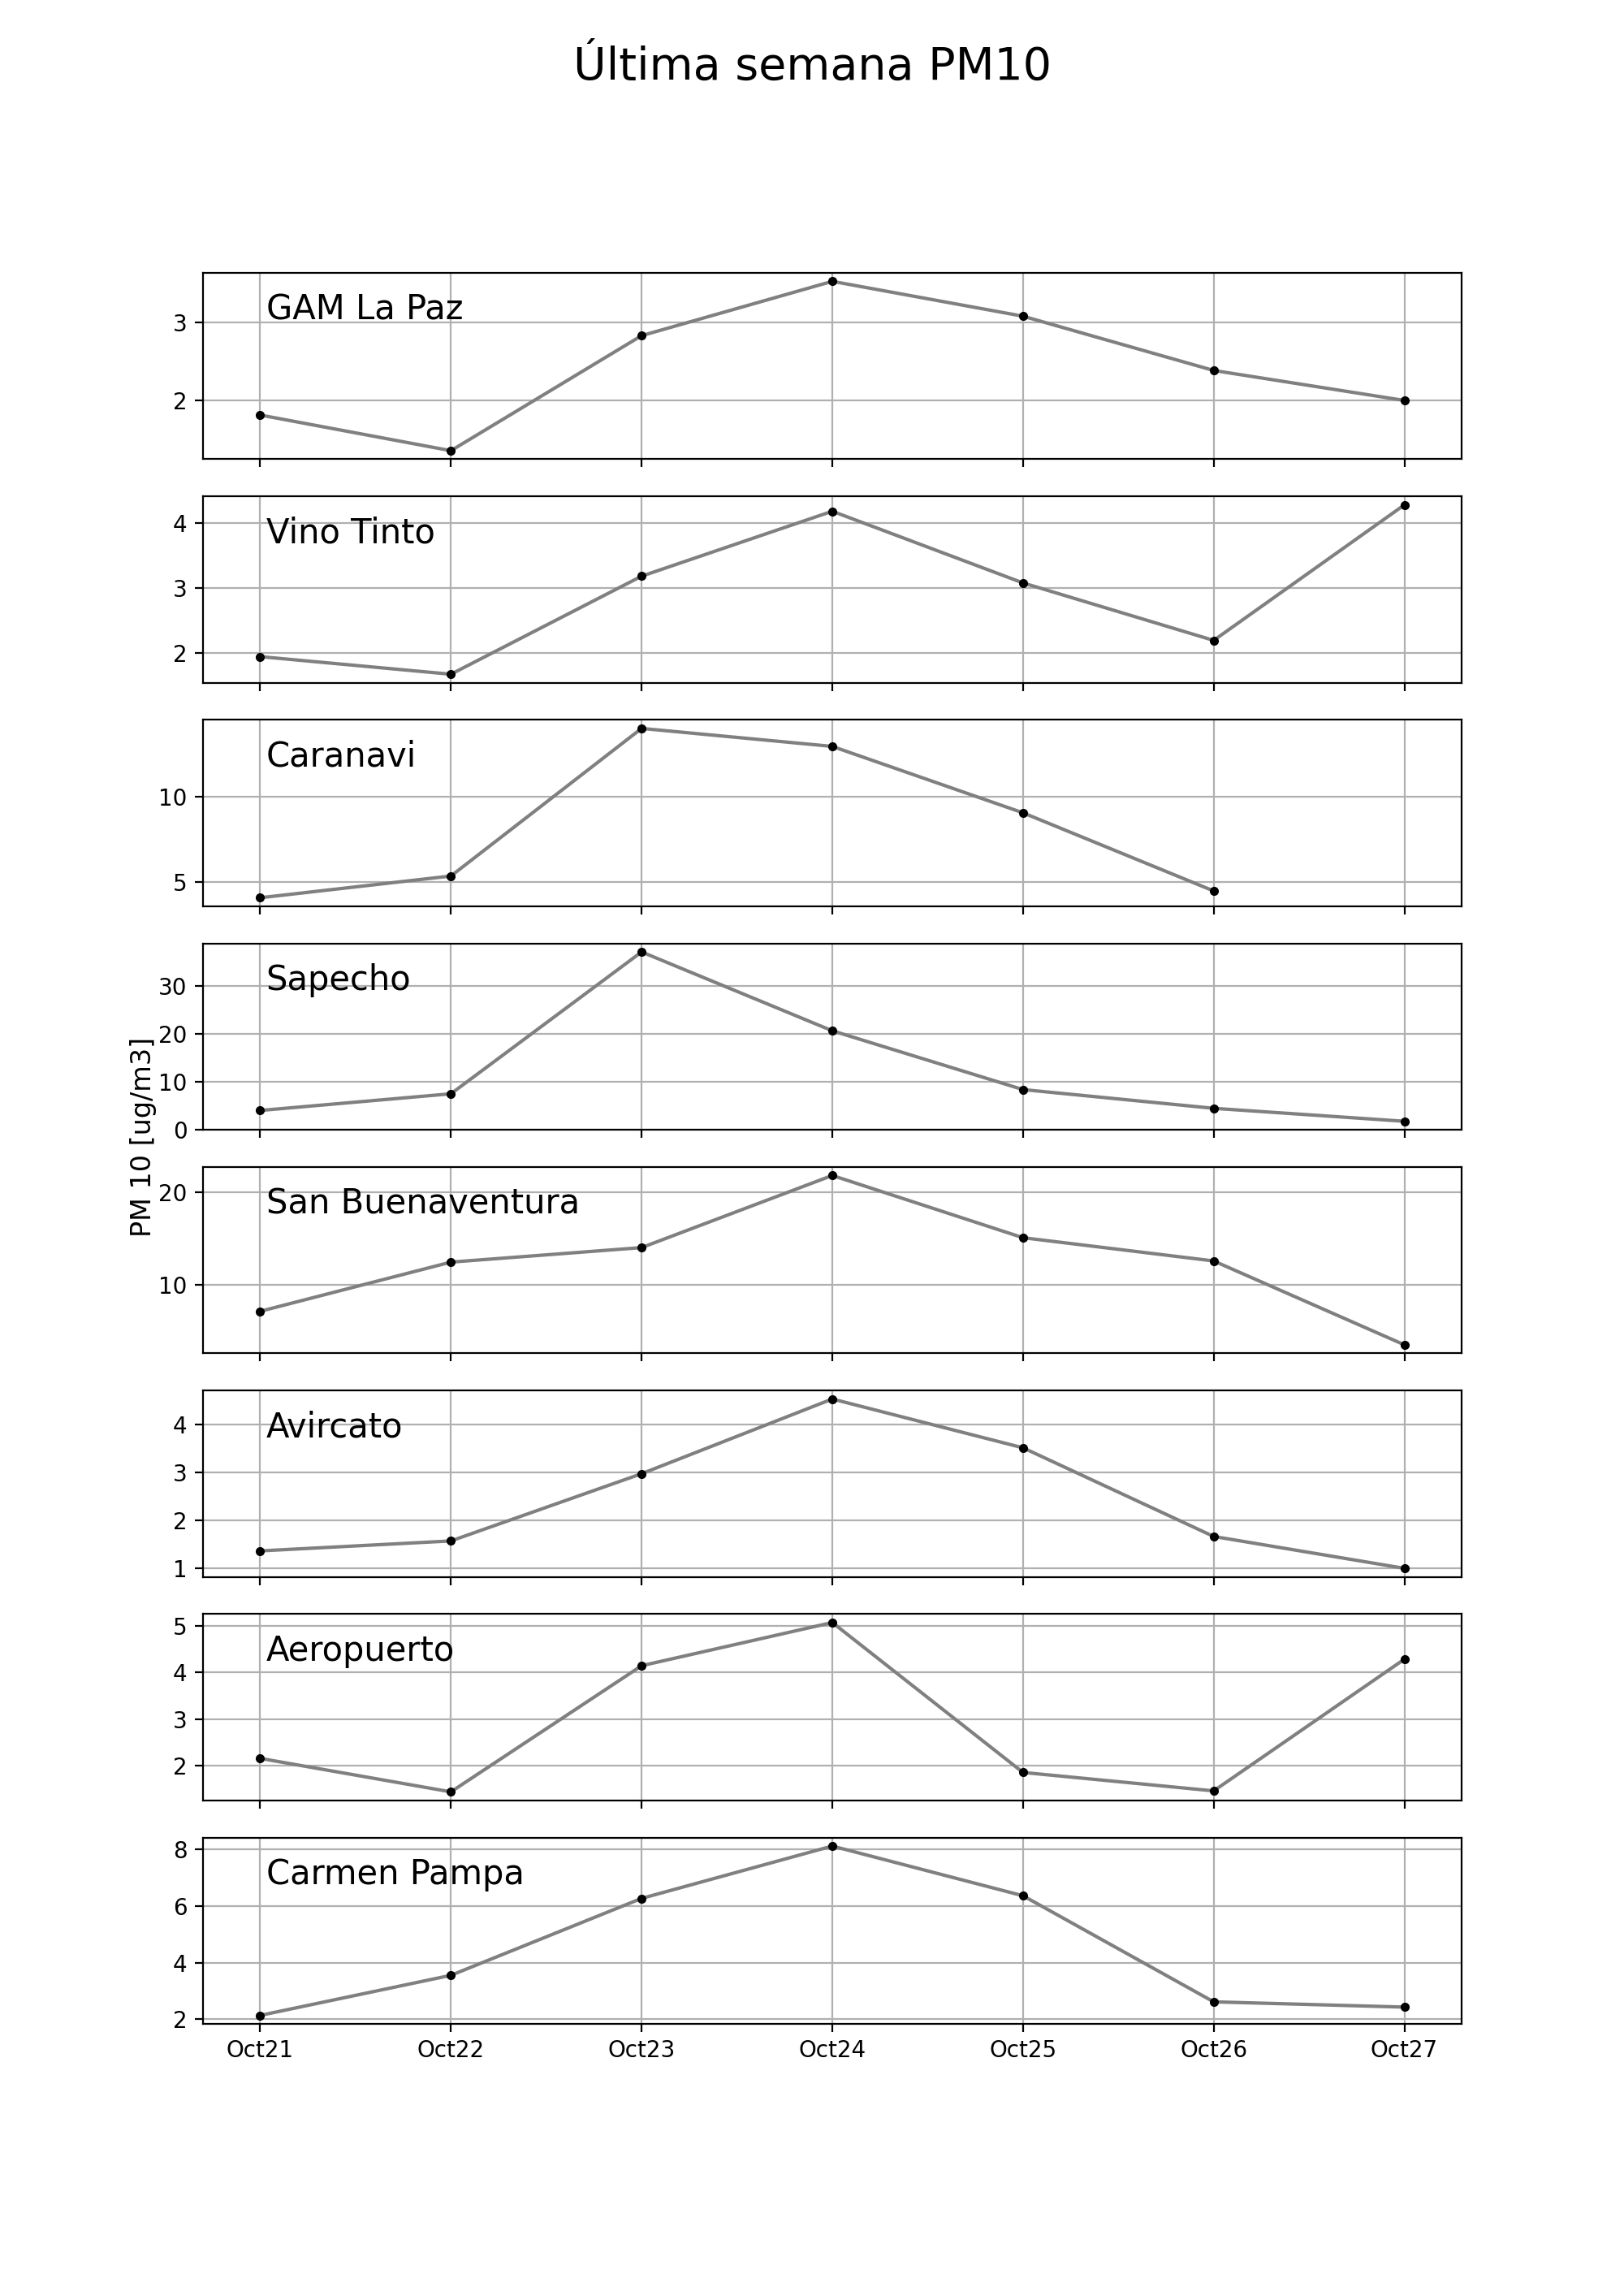 Última semana PM10
GAM La Paz
3
2
Vino Tinto
4
3
2
Caranavi
10
5
Sapecho
30
20
10
0
PM 10 [ug/m3]
San Buenaventura
20
10
Avircato
4
3
2
1
Aeropuerto
5
4
3
2
Carmen Pampa
8
6
4
2
Oct21 Oct22 Oct23 Oct24 Oct25 Oct26 Oct27